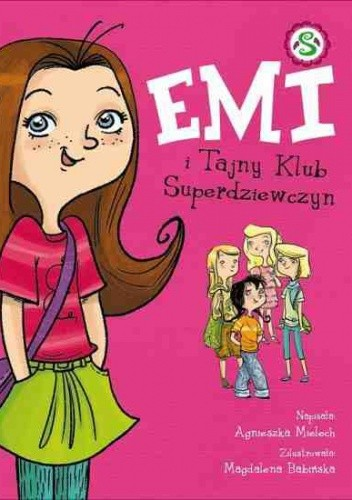 S
EMI
i Tajny Klub
Superdziewczyn
Napisała:
Agnieszka Mielech
Zilustrowała:
Magdalena Babińska